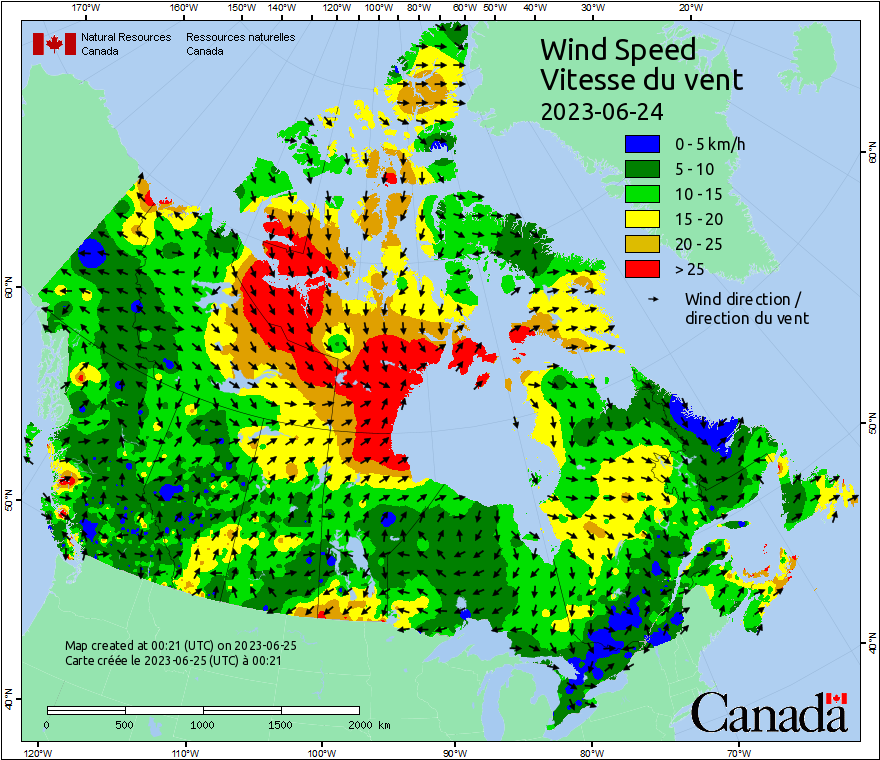 170°W 160°W 150°W 140°W 120°W 100°W 80°W 60°W 50°W 40°W 30°W 20°W
Natural Resources
Canada
Ressources naturelles
Canada
Wind Speed
Vitesse du vent
2023-06-24
0 - 5 km/h
5 - 10
10 - 15
15 - 20
20 - 25
> 25
Wind direction /
direction du vent
60°N
60°N
50°N
50°N
40°N
40°N
Map created at 00:21 (UTC) on 2023-06-25
Carte créée le 2023-06-25 (UTC) à 00:21
0 500 1000 1500 2000 km
Canada
120°W 110°W 100°W 90°W 80°W 70°W